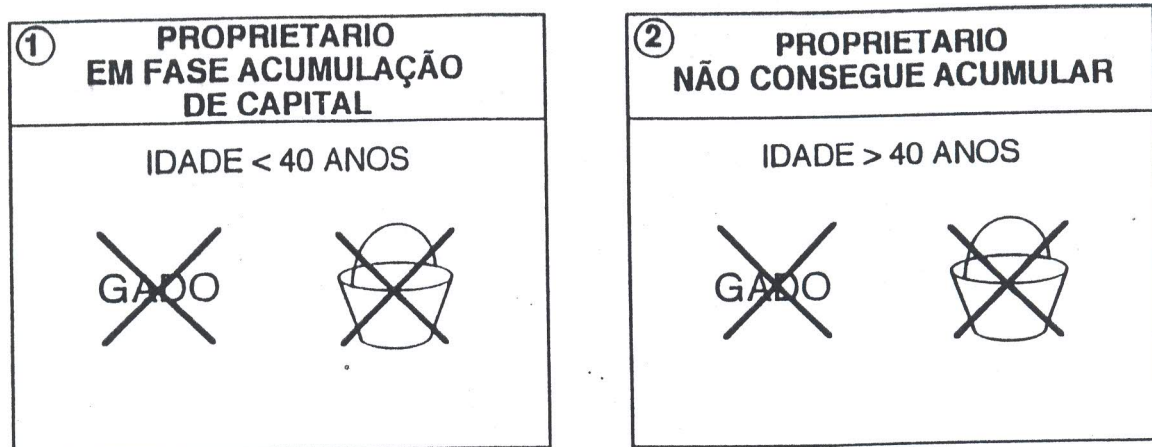 1
PROPRIETARIO
EM FASE ACUMULAÇÃO
DE CAPITAL
IDADE < 40 ANOS
GADO
2
PROPRIETARIO
NÃO CONSEGUE ACUMULAR
IDADE > 40 ANOS
GADO